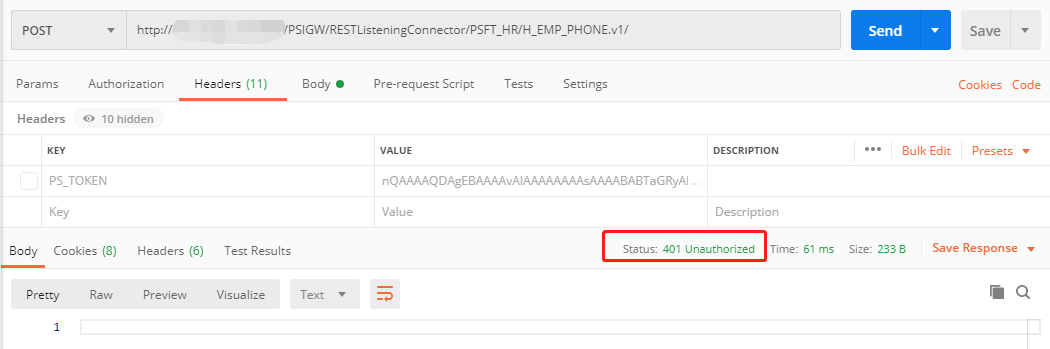 POST http:// /PSIGW/RESTListeningConnector/PSFT_HR/H_EMP_PHONE.v1/ Send Save
Params Authorization Headers (11) Body Pre-request Script Tests Settings Cookies Code
Headers 10 hidden
KEY VALUE DESCRIPTION ••• Bulk Edit Presets
PS_TOKEN ...
Key Value Description
Body Cookies (8) Headers (6) Test Results Status: 401 Unauthorized Time: 61 ms Size: 233 B Save Response
Pretty Raw Preview Visualize Text
1